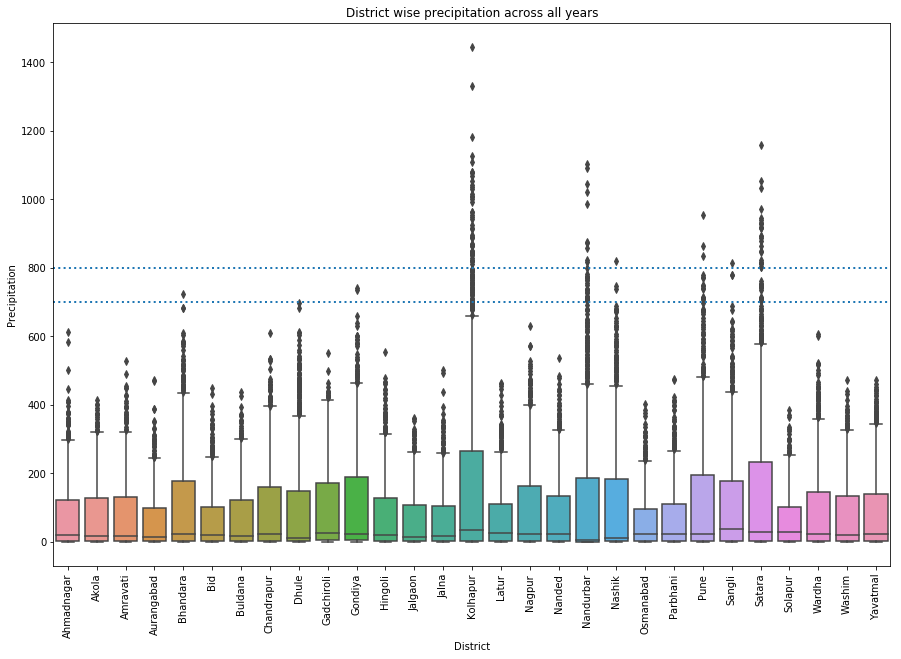 District wise precipitation across all years
Precipitation
1400
1200
1000
800
600
400
200
0
Ahmadnagar
Akola
Amravati
Aurangabad
Bhandara
Bid
Buldana
Chandrapur
Dhule
Gadchiroli
Gondiya
Hingoli
Jalgaon
Jalna
Kolhapur
Latur
Nagpur
Nanded
Nandurbar
Nashik
Osmanabad
Parbhani
Pune
Sangli
Satara
Solapur
Wardha
Washim
Yavatmal
District